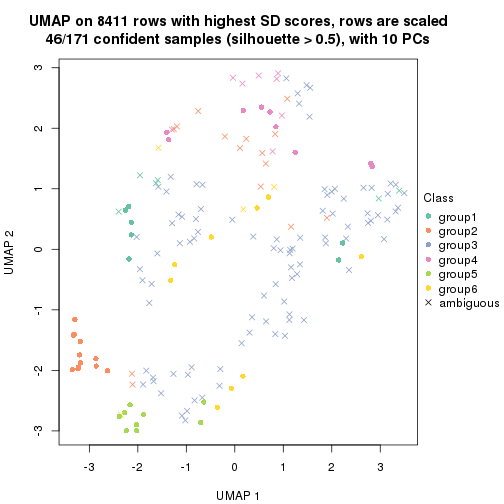 UMAP on 8411 rows with highest SD scores, rows are scaled
46/171 confident samples (silhouette > 0.5), with 10 PCs
3
2
1
0
-1
-2
-3
UMAP 2
-3 -2 -1 0 1 2 3
UMAP 1
Class
group1
group2
group3
group4
group5
group6
ambiguous